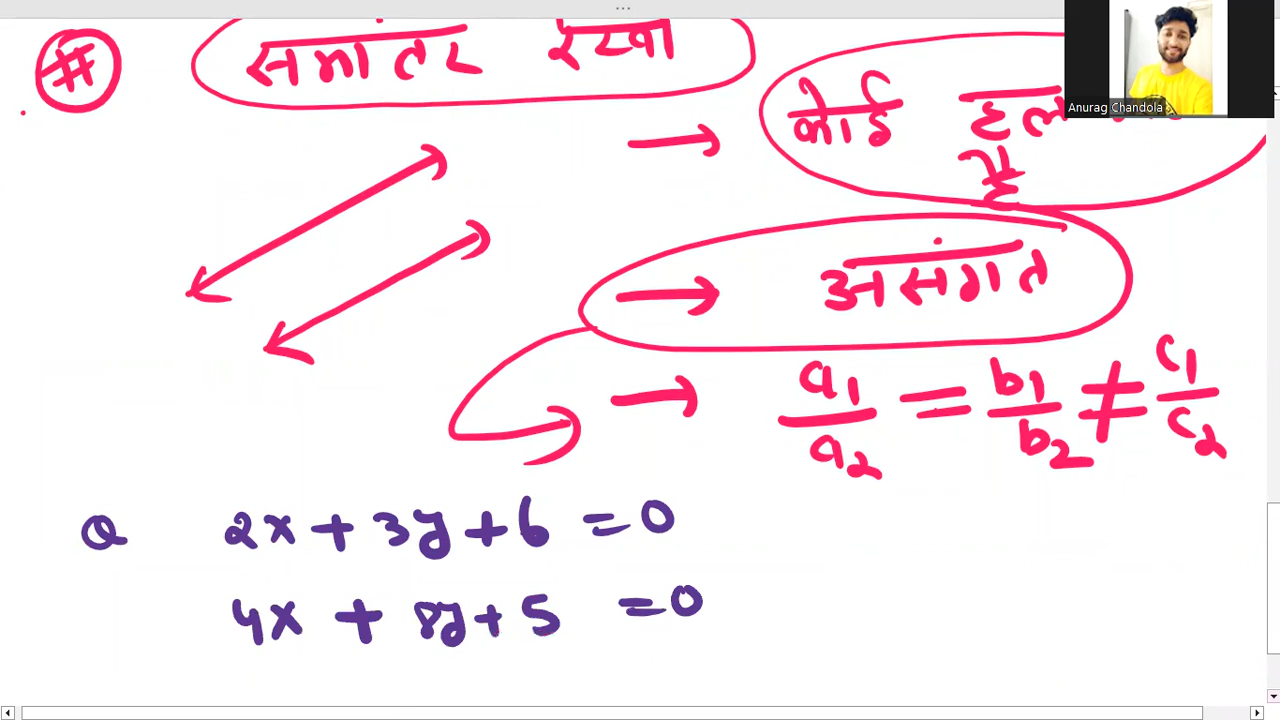 # समांतर रेखा
Anurag Chandola
→ कोई हल
है
→ असंगत
→ a1/a2 = b1/b2 ≠ c1/c2
Q 2x + 3y + 6 = 0
4x + 8y + 5 = 0